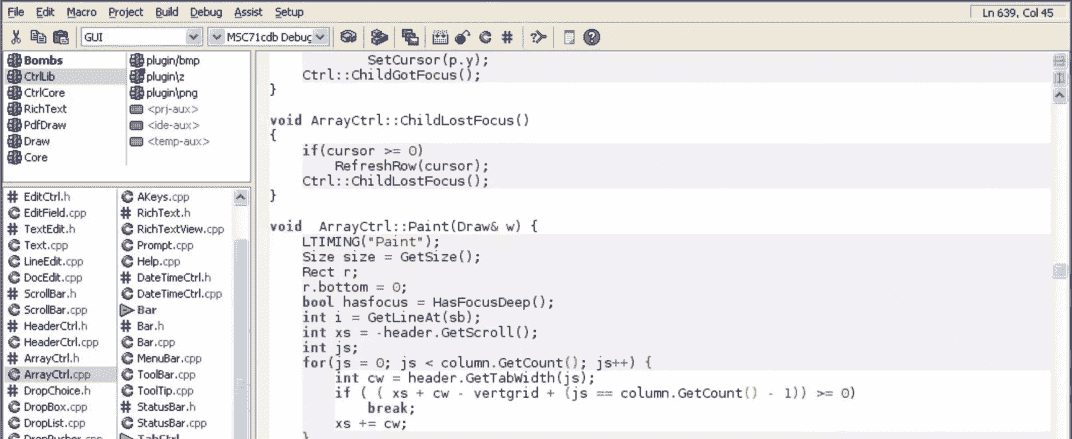 File Edit Macro Project Build Debug Assist Setup
Ln 639, Col 45
GUI
MSC71cdb Debug
Bombs
CtrlLib
CtrlCore
RichText
PdfDraw
Draw
Core
plugin/bmp
plugin\z
plugin\png
<prj-aux>
<ide-aux>
<temp-aux>
EditCtrl.h
EditField.cpp
TextEdit.h
Text.cpp
LineEdit.cpp
DocEdit.cpp
ScrollBar.h
ScrollBar.cpp
HeaderCtrl.h
HeaderCtrl.cpp
ArrayCtrl.h
ArrayCtrl.cpp
DropChoice.h
DropBox.cpp
DropList.cpp
DropPusher.cpp
AKeys.cpp
RichText.h
RichTextView.cpp
Prompt.cpp
Help.cpp
DateTimeCtrl.h
DateTimeCtrl.cpp
Bar
Bar.h
Bar.cpp
MenuBar.cpp
ToolBar.cpp
ToolTip.cpp
StatusBar.h
StatusBar.cpp
TabCtrl
SetCursor(p.y);
Ctrl::ChildGotFocus();
}
void ArrayCtrl::ChildLostFocus()
{
if(cursor >= 0)
RefreshRow(cursor);
Ctrl::ChildLostFocus();
}
void  ArrayCtrl::Paint(Draw& w) {
LTIMING("Paint");
Size size = GetSize();
Rect r;
r.bottom = 0;
bool hasfocus = HasFocusDeep();
int i = GetLineAt(sb);
int xs = -header.GetScroll();
int js;
for(js = 0; js < column.GetCount(); js++) {
int cw = header.GetTabWidth(js);
if ( ( xs + cw - vertgrid + (js == column.GetCount() - 1)) >= 0)
break;
xs += cw;
}